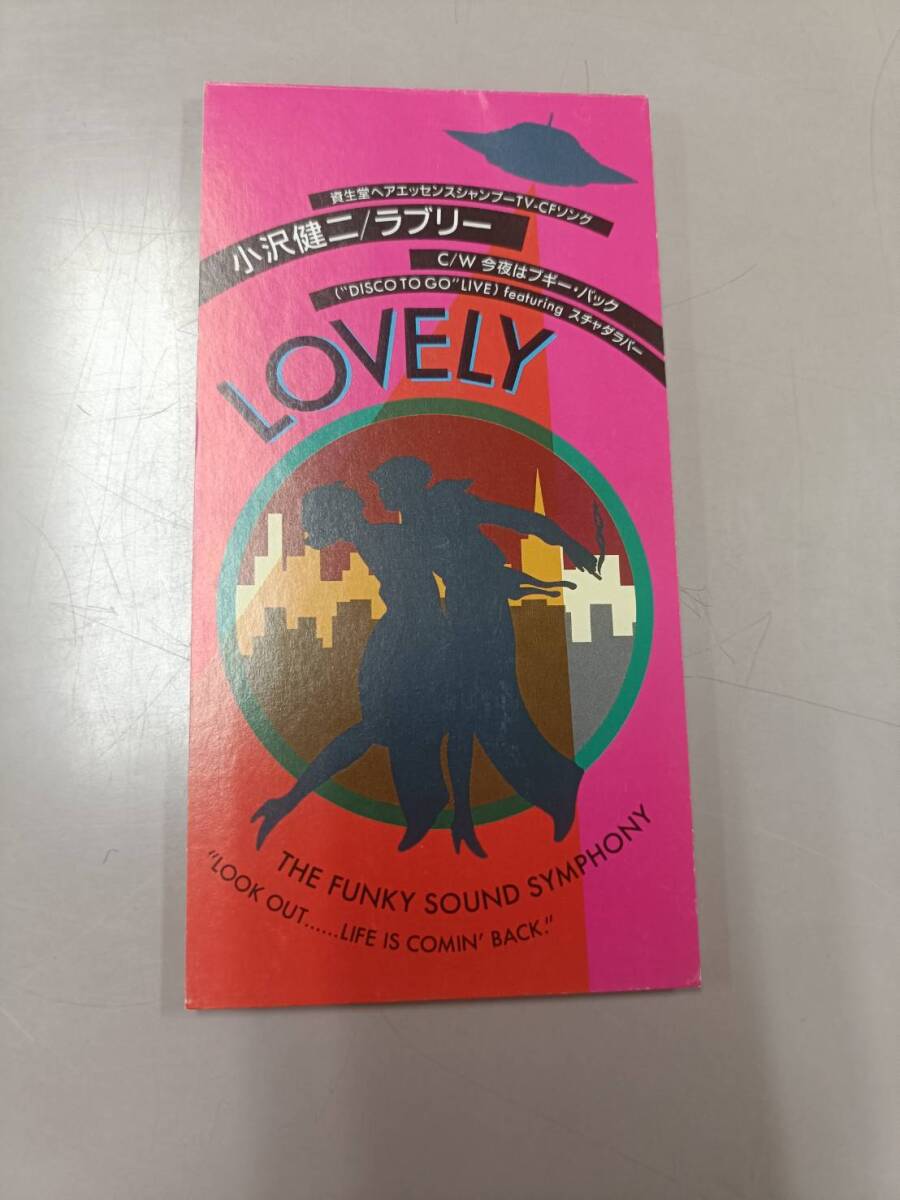 資生堂ヘアエッセンスシャンプーTV-CFソング
小沢健二/ラブリー
C/W 今夜はブギー・バック
("DISCO TO GO"LIVE) featuring スチャダラパー
LOVELY
THE FUNKY SOUND SYMPHONY
"LOOK OUT......LIFE IS COMIN' BACK."